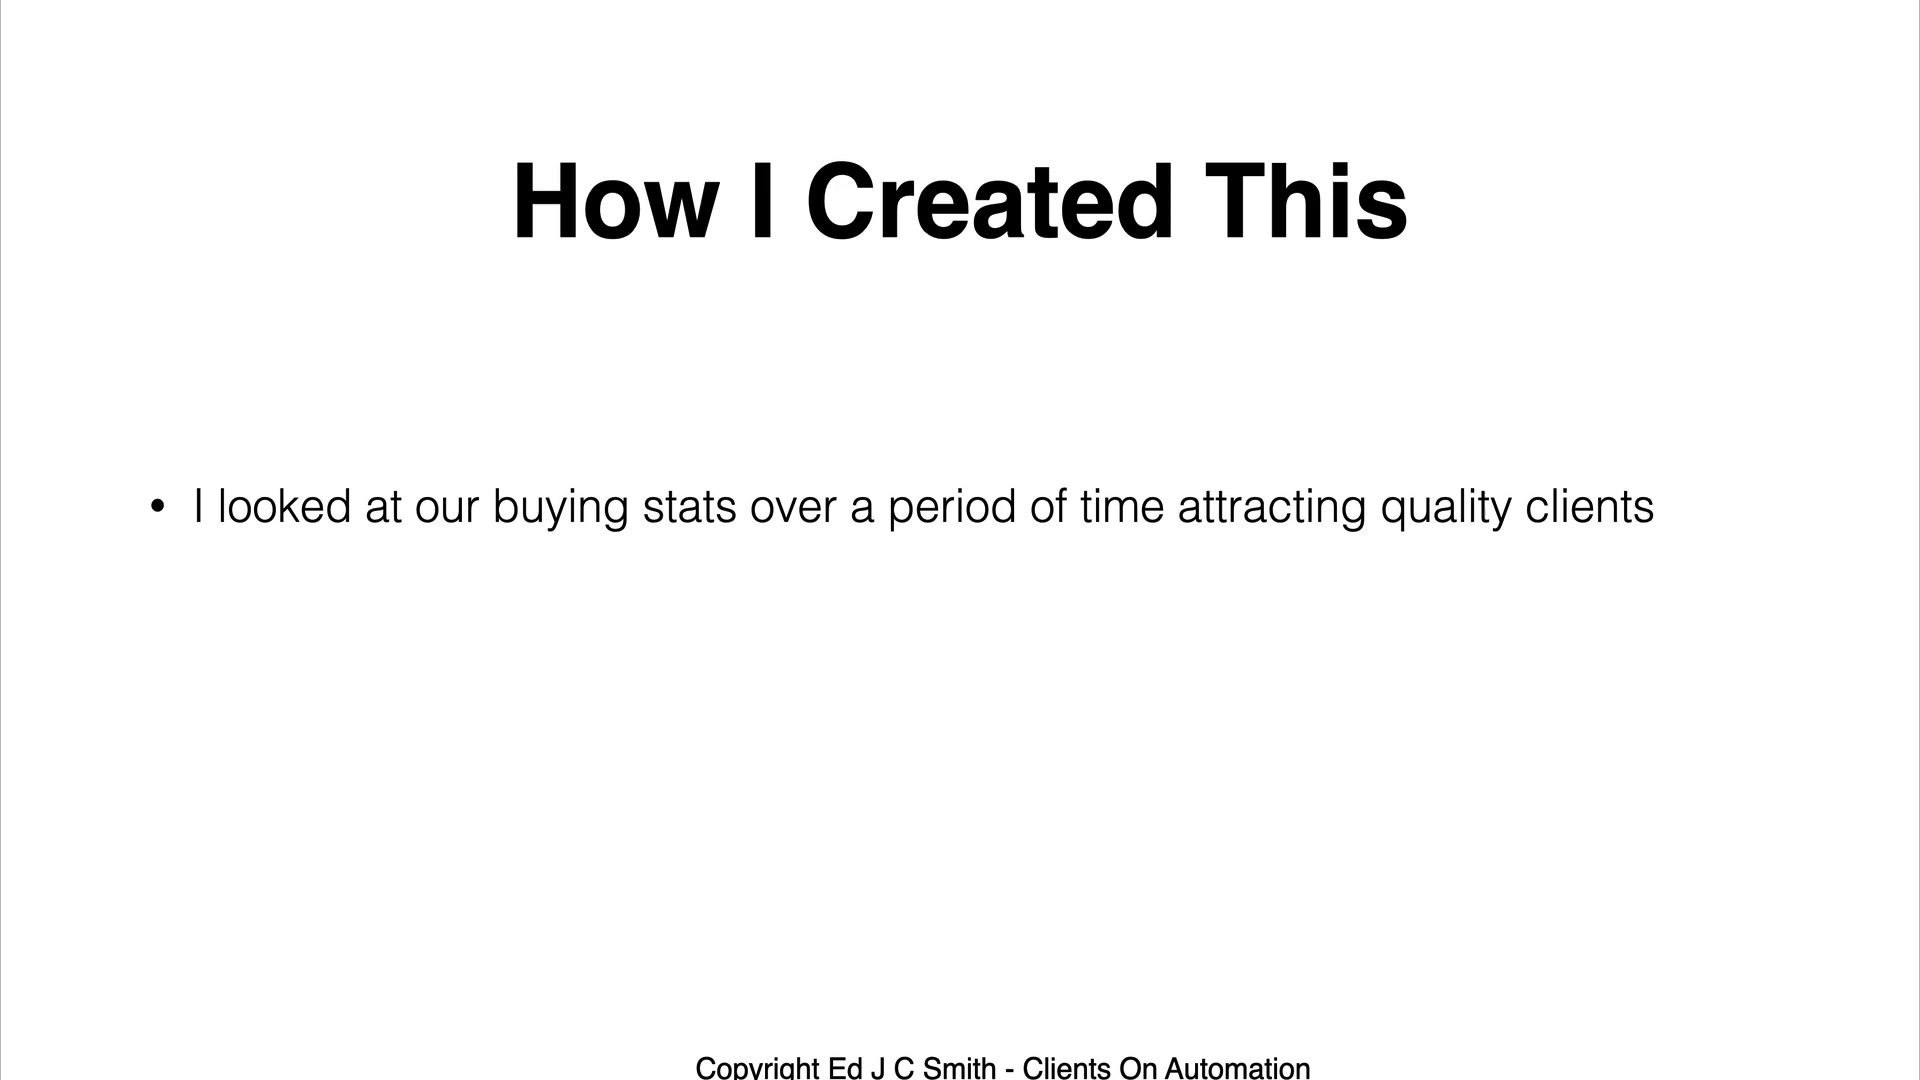 How I Created This
• I looked at our buying stats over a period of time attracting quality clients
Copyright Ed J C Smith - Clients On Automation